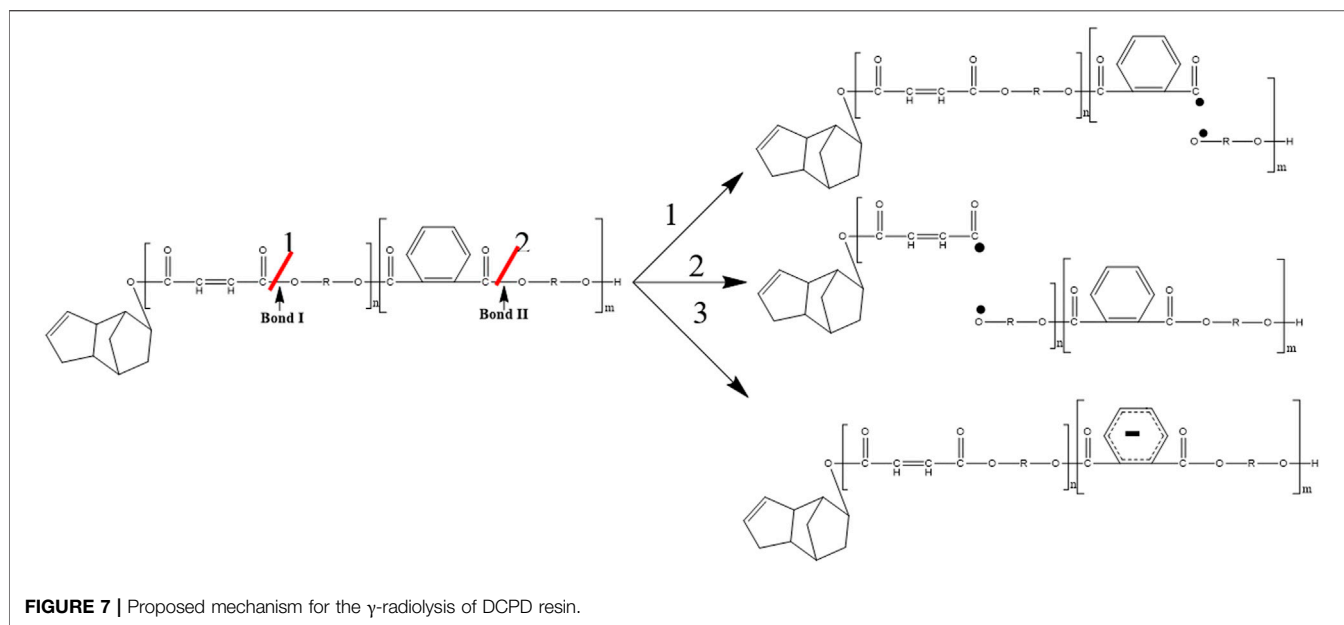 O O O O
O C C C C O R O C C
H H
n
O R O H
m
1
1 2
O O O O
O C C C C O R O C C O R O H
H H
n
m
Bond I Bond II
2
O O
O C C C C
H H
O O
O R O C C O R O H
n
m
3
O O O O
O C C C C O R O C C O R O H
H H
n
m
FIGURE 7 | Proposed mechanism for the γ-radiolysis of DCPD resin.